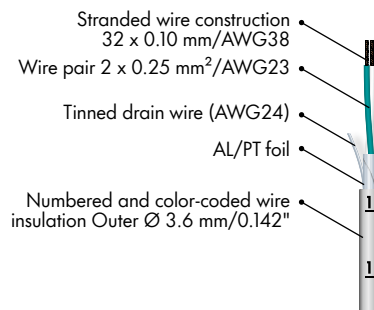 Stranded wire construction
32 x 0.10 mm/AWG38
Wire pair 2 x 0.25 mm²/AWG23
Tinned drain wire (AWG24)
AL/PT foil
Numbered and color-coded wire
insulation Outer Ø 3.6 mm/0.142"
1
1